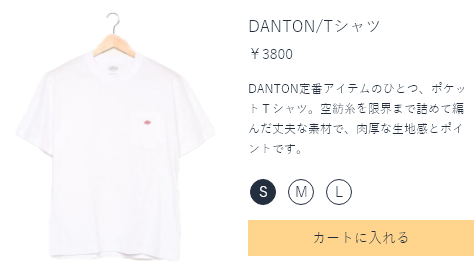 DANTON/Tシャツ
￥3800
DANTON定番アイテムのひとつ、ポケッ
トＴシャツ。空紡糸を限界まで詰めて編
んだ丈夫な素材で、肉厚な生地感とポイ
ントです。
S M L
カートに入れる